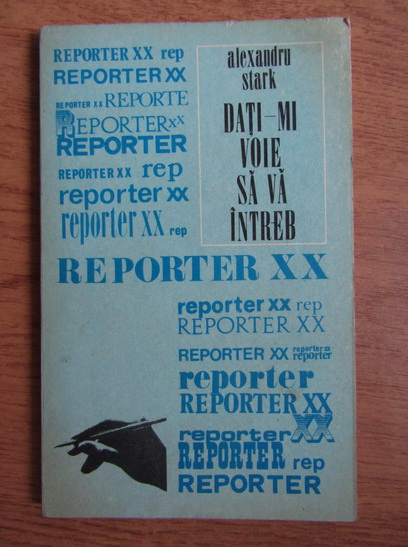 REPORTER XX rep
REPORTER XX
REPORTER XX REPORTE
REPORTER XX
REPORTER
REPORTER XX rep
reporter XX
reporter XX rep
alexandru
stark
DAȚI-MI
VOIE
SĂ VĂ
ÎNTREB
REPORTER XX
reporter XX rep
REPORTER XX
REPORTER XX reporter XX
reporter
reporter
REPORTER XX
reporter XX
REPORTER rep
REPORTER